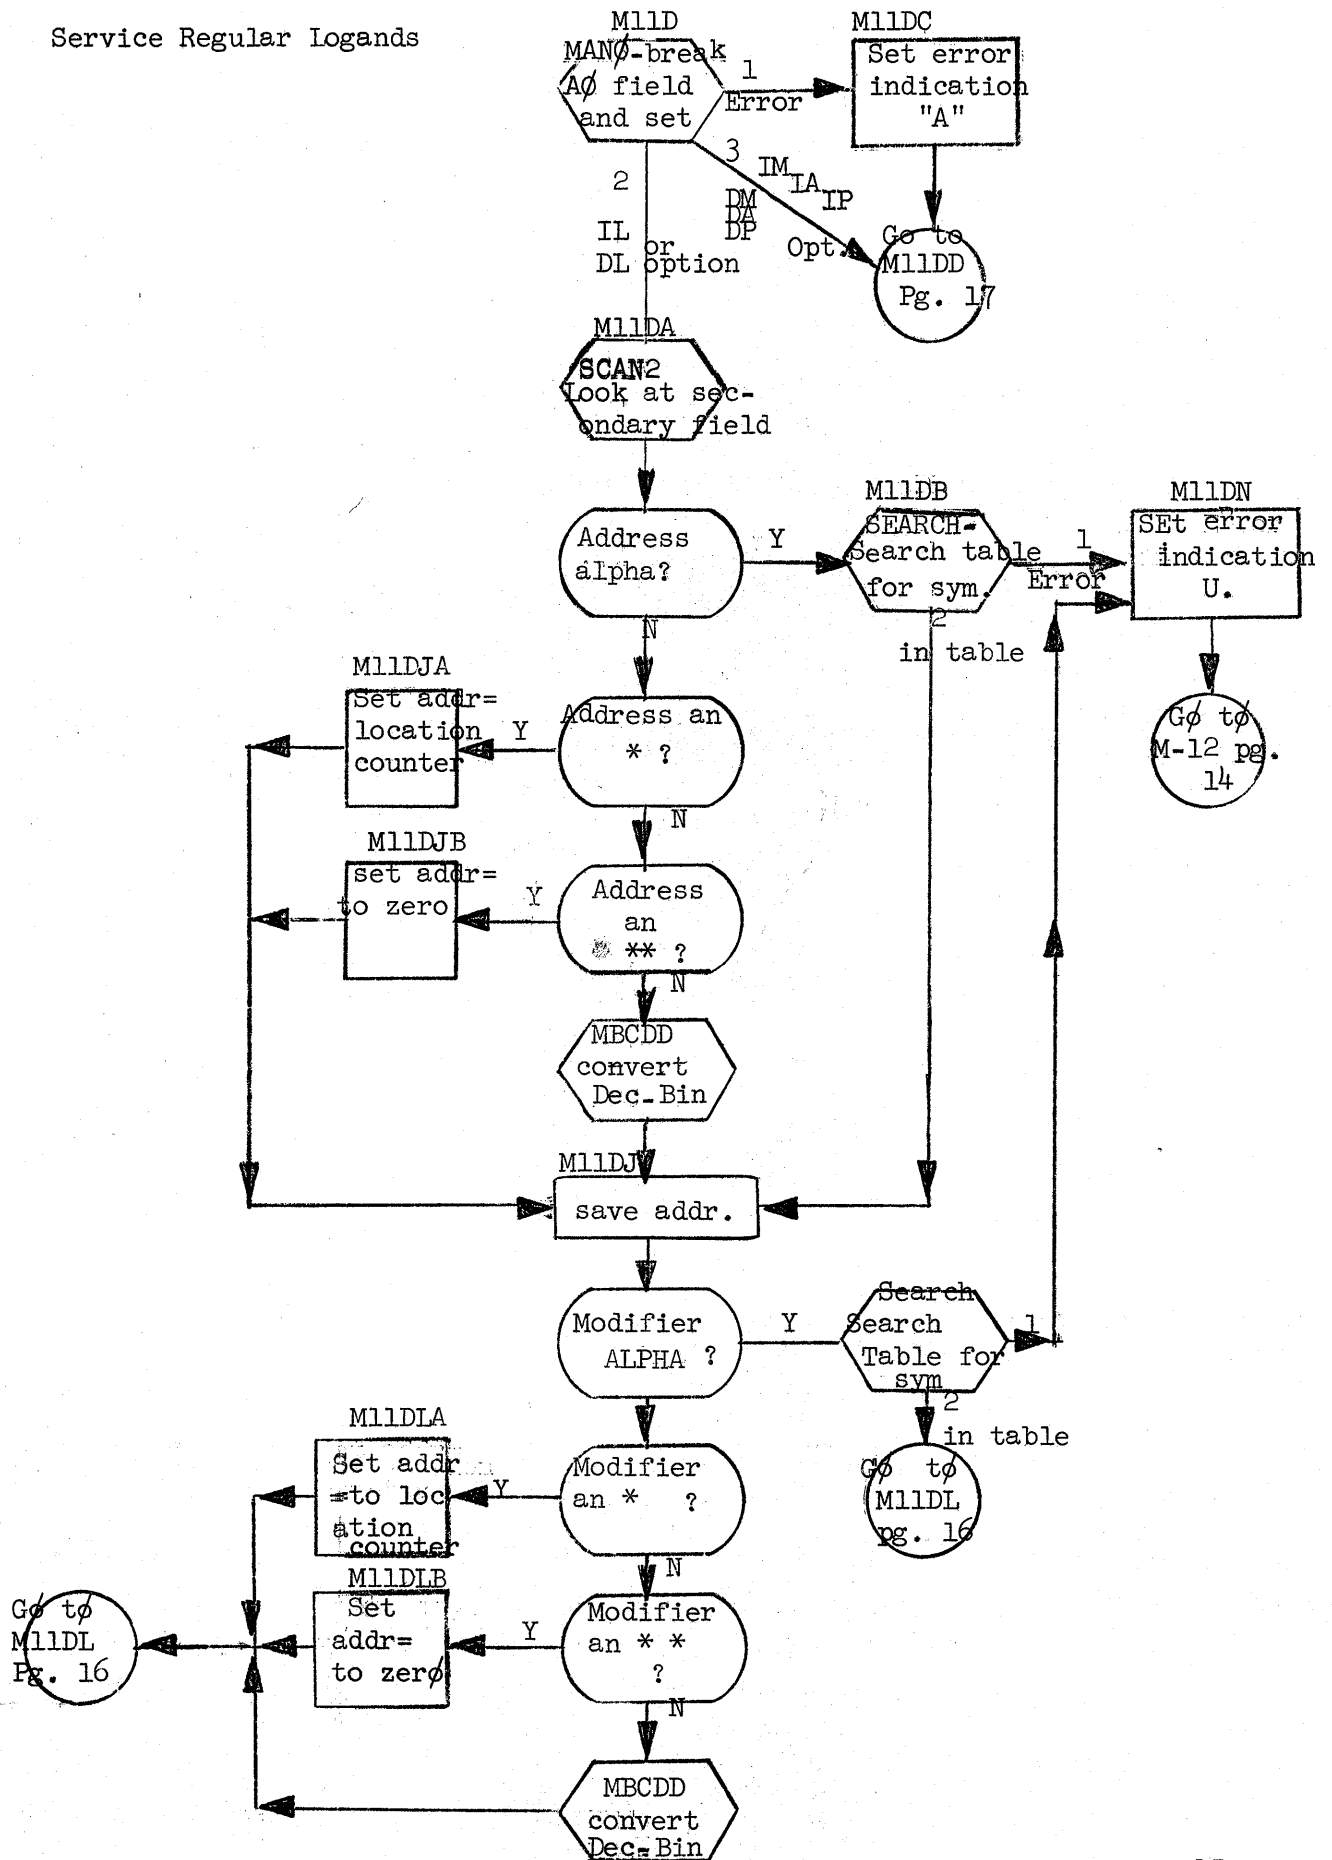 Service Regular Logands
M11D
MANØ-break
AØ field
and set
1
Error
M11DC
Set error
indication
"A"
2
IL
or
DL option
3
IM
IA
IP
DM
DA
DP
Opt.
Go to
M11DD
Pg. 17
M11DA
SCAN2
Look at sec-
ondary field
Address
alpha?
Y
N
M11DB
SEARCH-
Search table
for sym.
1
Error
2
in table
M11DN
SEt error
indication
U.
GØ tØ
M-12 pg.
14
M11DJA
Set addr=
location
counter
Y
Address an
* ?
N
M11DJB
set addr=
to zero
Y
Address
an
** ?
N
MBCDD
convert
Dec-Bin
M11DJ
save addr.
Modifier
ALPHA ?
Y
Search
Search
Table for
sym
1
2
in table
GØ tØ
M11DL
pg. 16
M11DLA
Set addr
=to loc
ation
counter
Y
Modifier
an * ?
N
M11DLB
Set
addr=
to zerØ
Y
Modifier
an * *
?
N
GØ tØ
M11DL
Pg. 16
MBCDD
convert
Dec-Bin